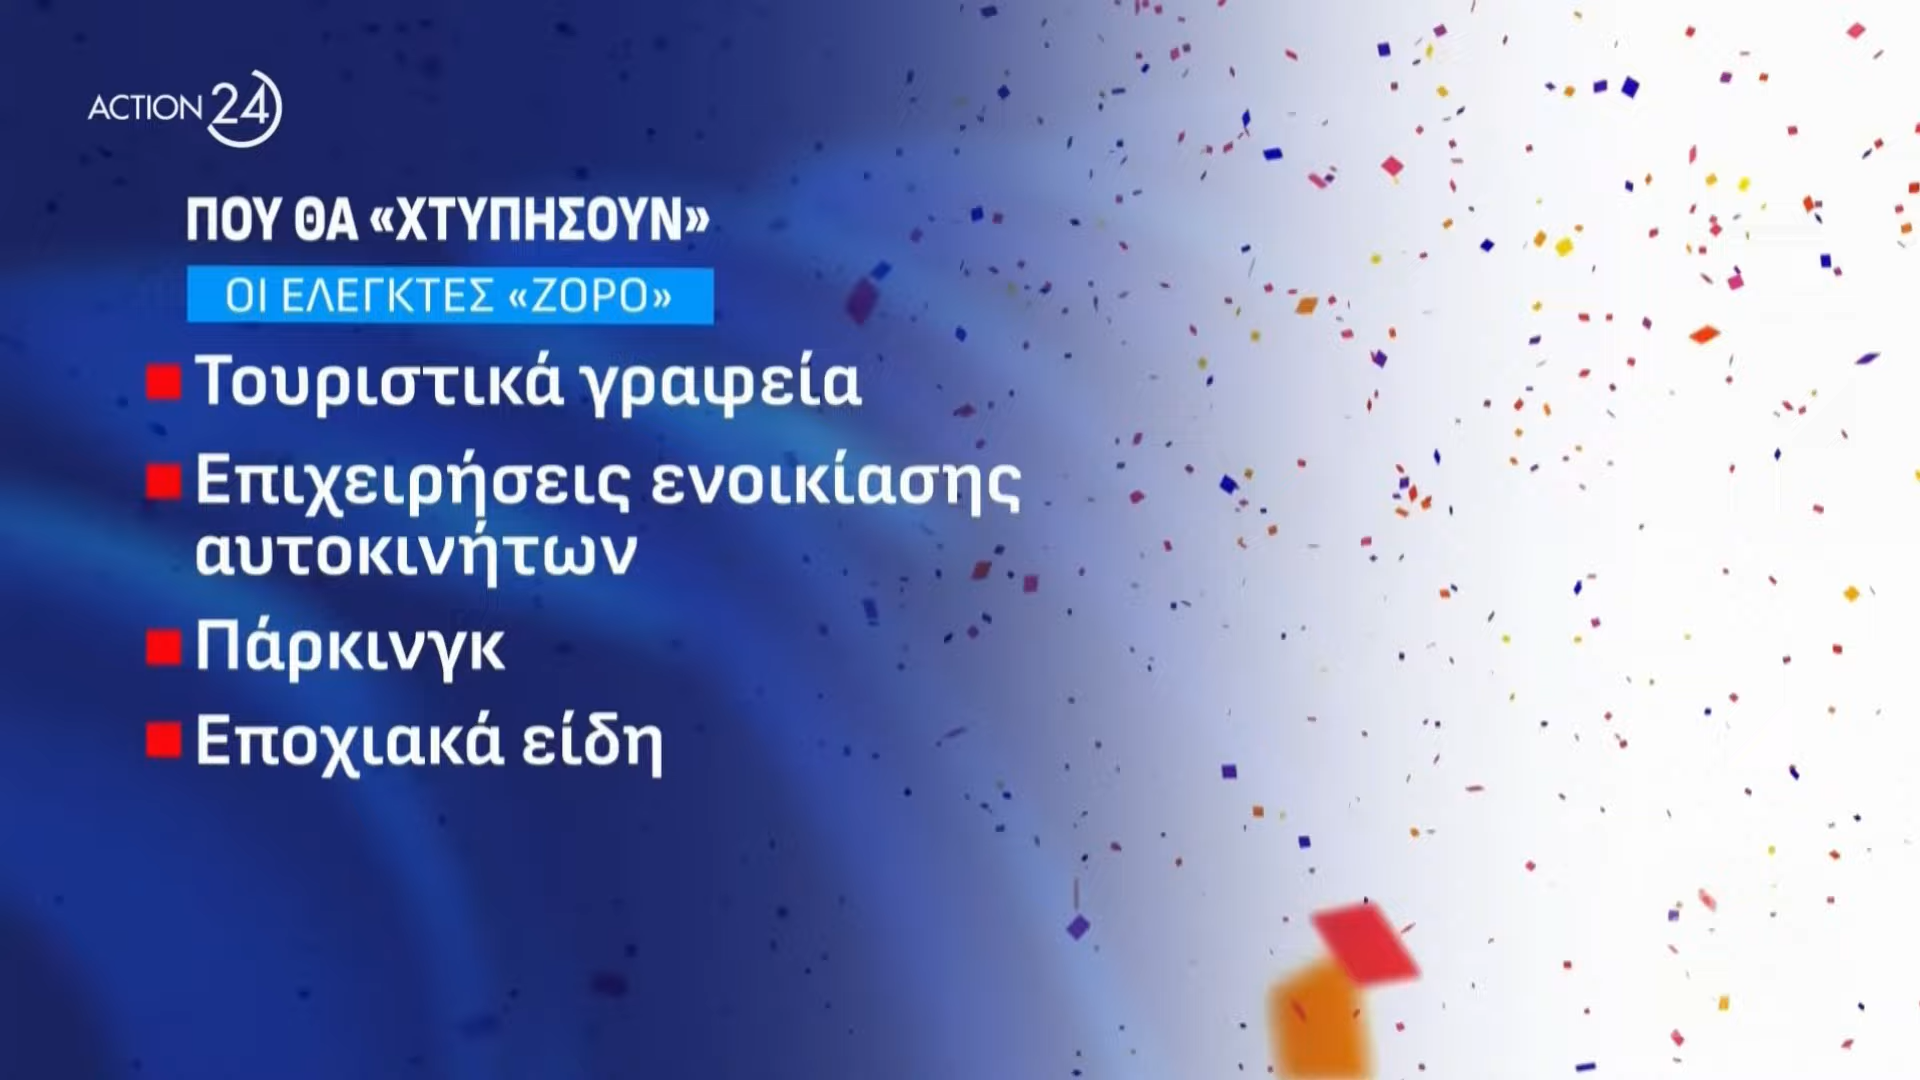 ACTION 24
ΠΟΥ ΘΑ «ΧΤΥΠΗΣΟΥΝ»
ΟΙ ΕΛΕΓΚΤΕΣ «ΖΟΡΟ»
Τουριστικά γραφεία
Επιχειρήσεις ενοικίασης
αυτοκινήτων
Πάρκινγκ
Εποχιακά είδη